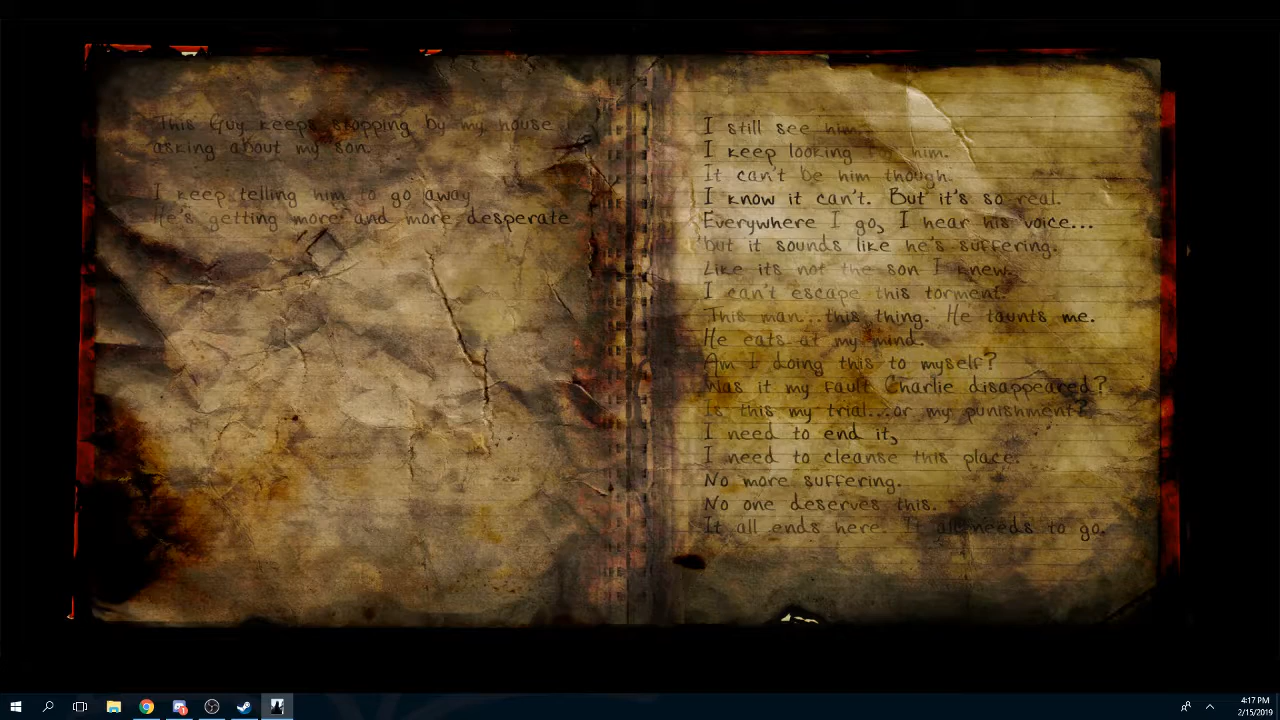 This Guy keeps stopping by my house
asking about my son.
I keep telling him to go away
He's getting more and more desperate
I still see him.
I keep looking for him.
It can't be him though.
I know it can't. But it's so real.
Everywhere I go, I hear his voice...
but it sounds like he's suffering.
Like its not the son I knew.
I can't escape this torment.
This man...this thing. He taunts me.
He eats at my mind.
Am I doing this to myself?
Was it my fault Charlie disappeared?
Is this my trial...or my punishment?
I need to end it,
I need to cleanse this place.
No more suffering.
No one deserves this.
It all ends here. It all needs to go.
4:17 PM
2/15/2019